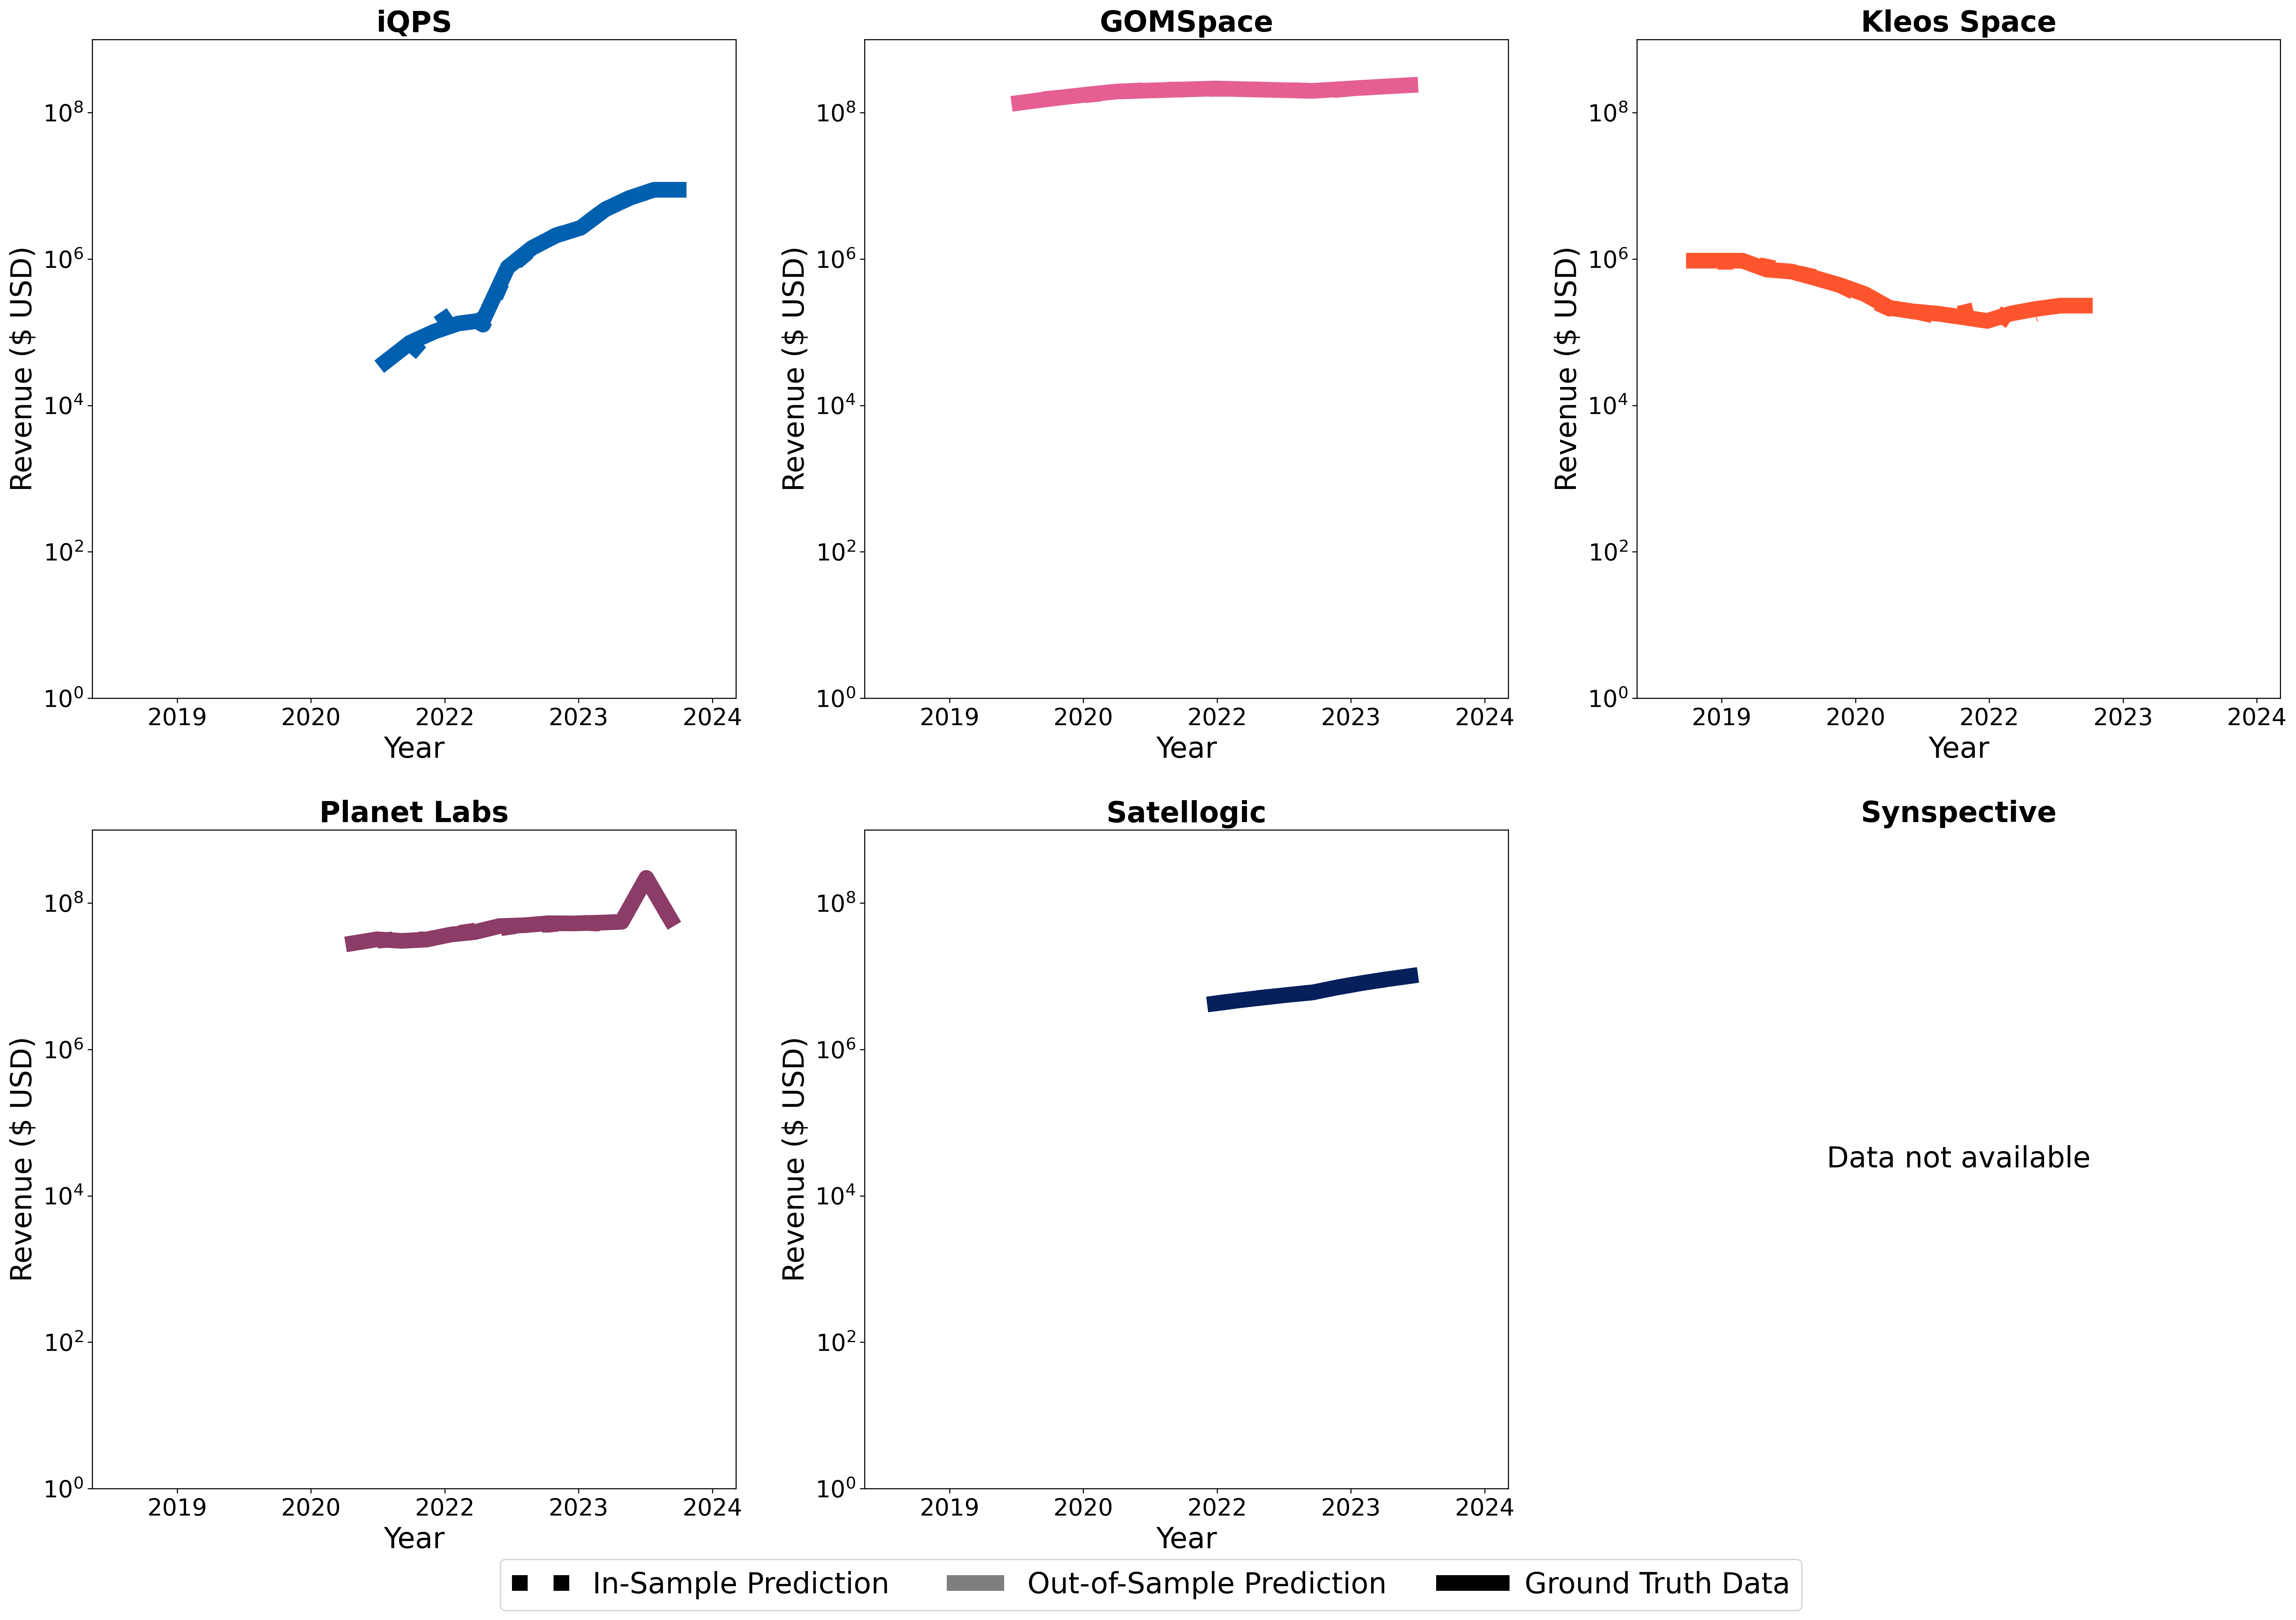 iQPS
GOMSpace
Kleos Space
Revenue ($ USD)
10^8
10^6
10^4
10^2
10^0
2019 2020 2022 2023 2024
Year
Revenue ($ USD)
10^8
10^6
10^4
10^2
10^0
2019 2020 2022 2023 2024
Year
Revenue ($ USD)
10^8
10^6
10^4
10^2
10^0
2019 2020 2022 2023 2024
Year
Planet Labs
Satellogic
Synspective
Revenue ($ USD)
10^8
10^6
10^4
10^2
10^0
2019 2020 2022 2023 2024
Year
Revenue ($ USD)
10^8
10^6
10^4
10^2
10^0
2019 2020 2022 2023 2024
Year
Data not available
In-Sample Prediction Out-of-Sample Prediction Ground Truth Data